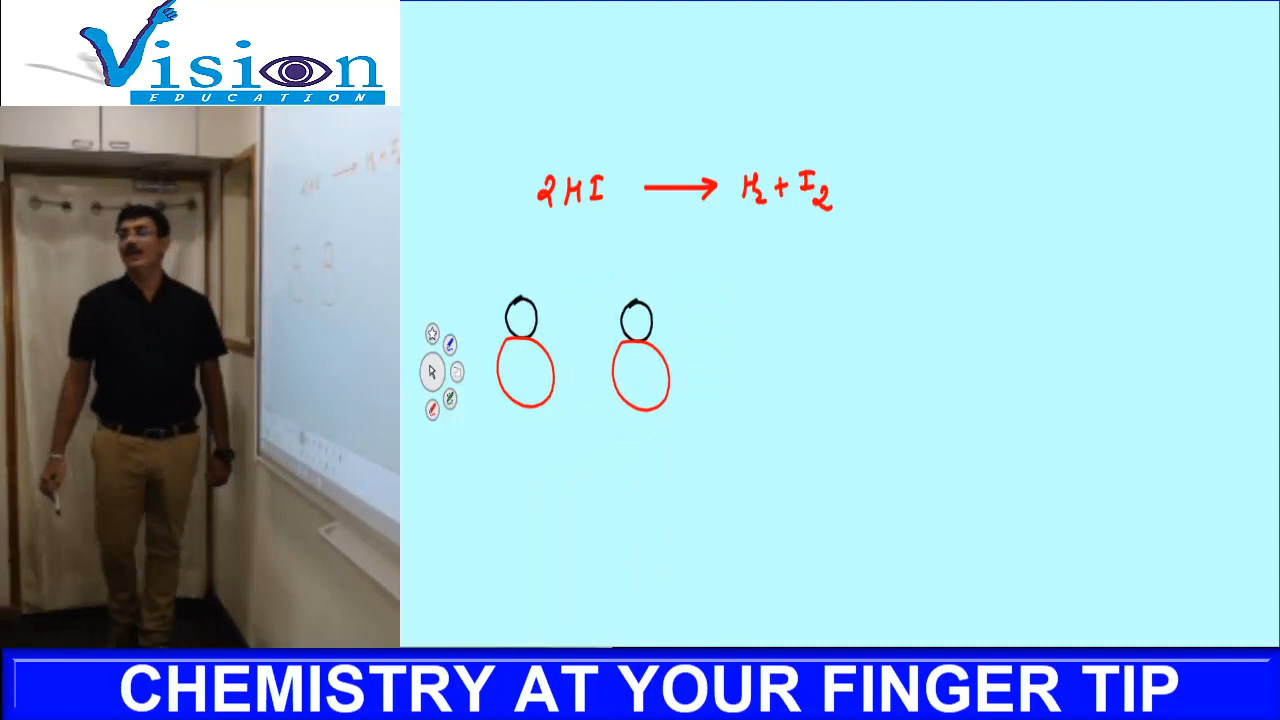 Vision
EDUCATION
2HI ⟶ H₂ + I₂
CHEMISTRY AT YOUR FINGER TIP